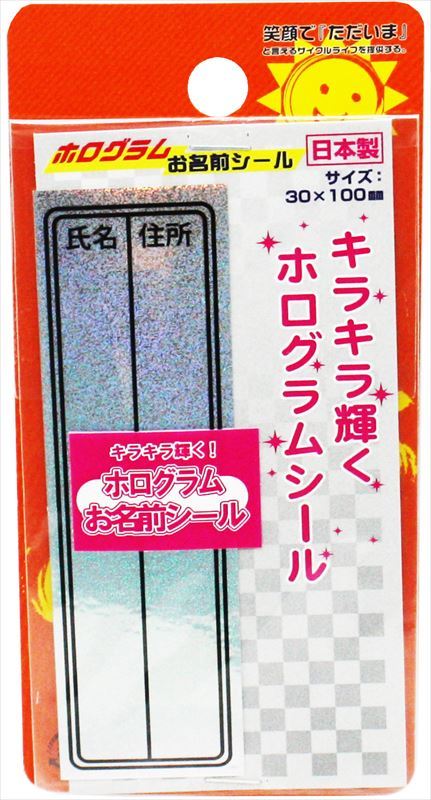 笑顔で『ただいま』
と言えるサイクルライフを提供する。
ホログラム
お名前シール
日本製
サイズ：
30×100㎜
氏名 住所
キラキラ輝く
ホログラムシール
キラキラ輝く！
ホログラム
お名前シール